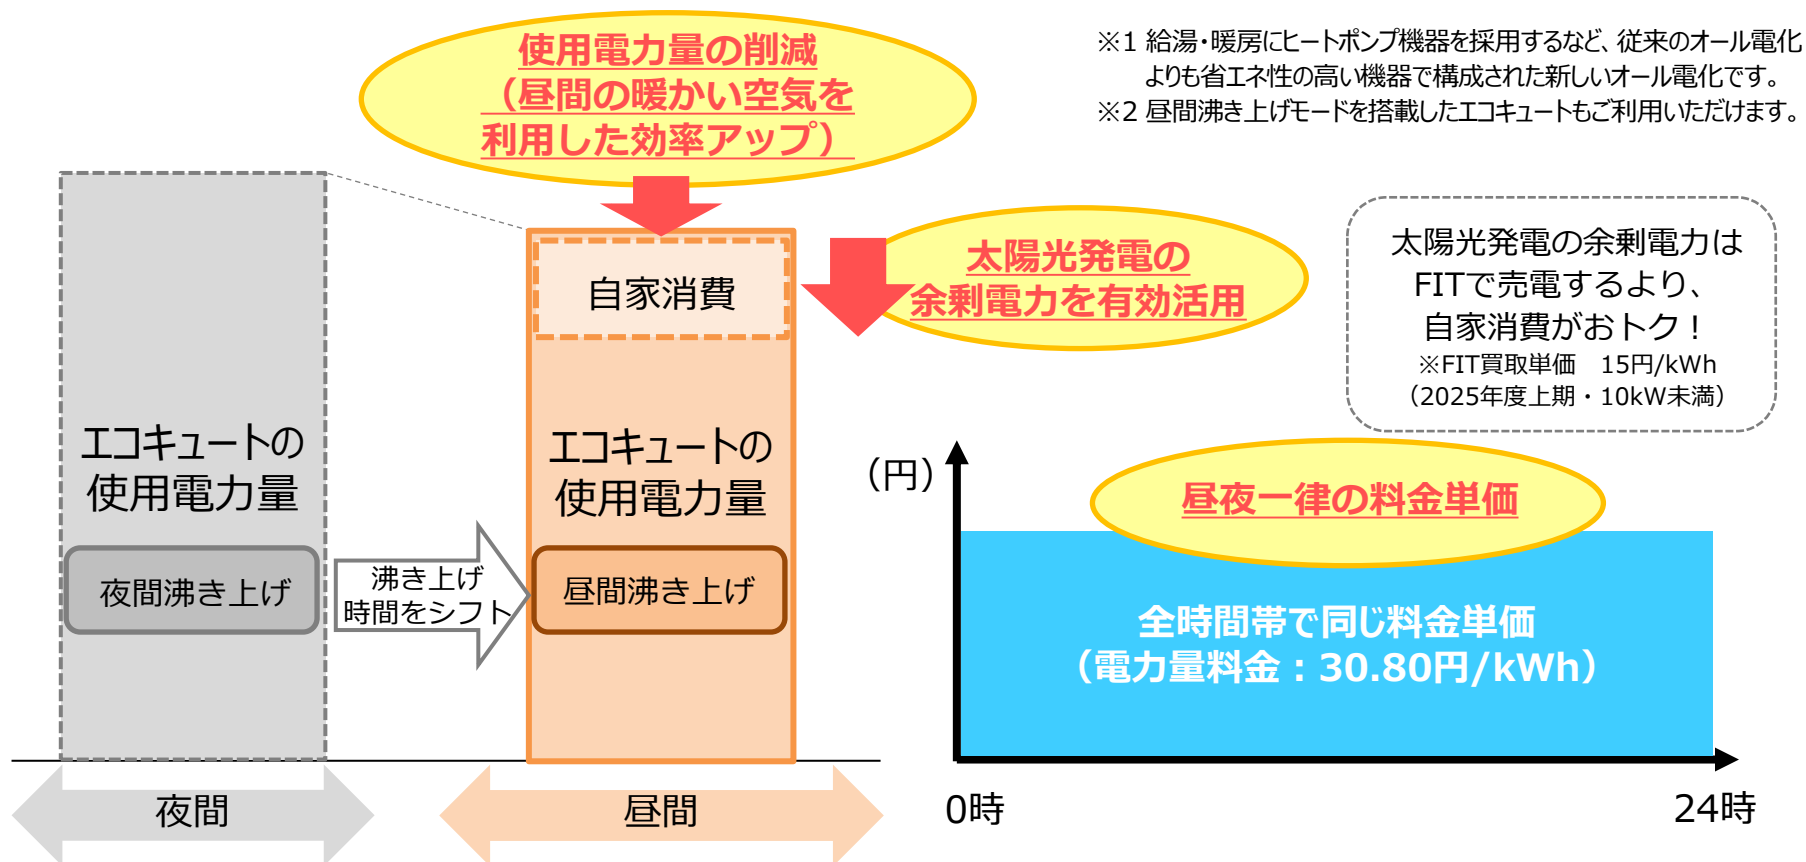 使用電力量の削減
（昼間の暖かい空気を
利用した効率アップ）
※1 給湯・暖房にヒートポンプ機器を採用するなど、従来のオール電化
よりも省エネ性の高い機器で構成された新しいオール電化です。
※2 昼間沸き上げモードを搭載したエコキュートもご利用いただけます。
太陽光発電の
余剰電力を有効活用
太陽光発電の余剰電力は
FITで売電するより、
自家消費がおトク！
※FIT買取単価　15円/kWh
（2025年度上期・10kW未満）
自家消費
エコキュートの
使用電力量
夜間沸き上げ
沸き上げ
時間をシフト
エコキュートの
使用電力量
昼間沸き上げ
夜間
昼間
（円）
昼夜一律の料金単価
全時間帯で同じ料金単価
（電力量料金：30.80円/kWh）
0時
24時